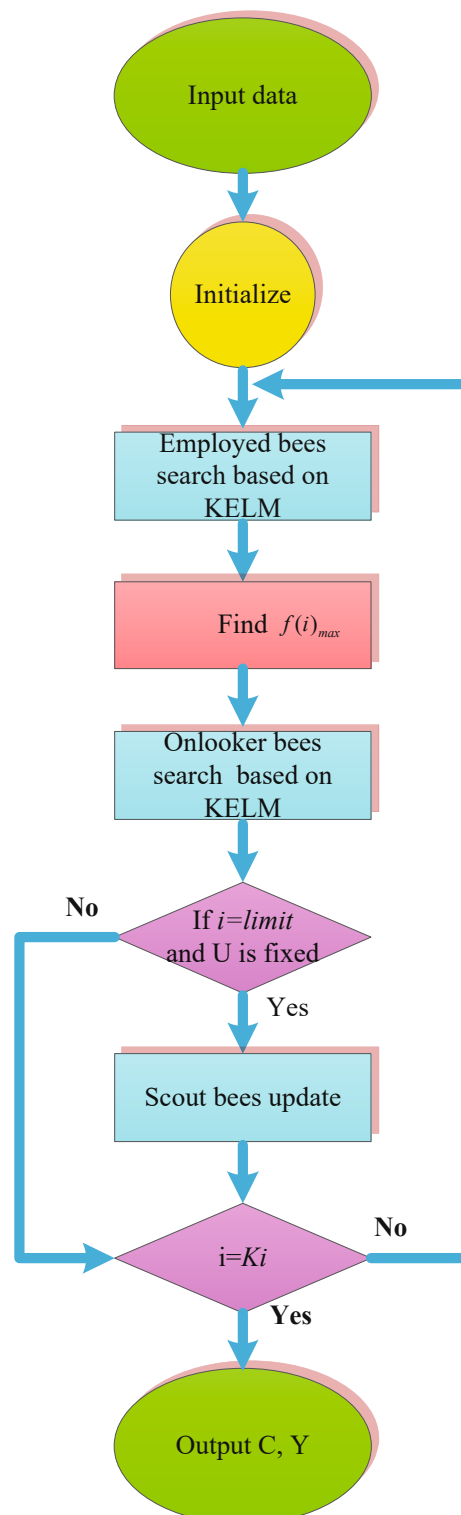 Input data
Initialize
Employed bees
search based on
KELM
Find f(i)max
Onlooker bees
search based on
KELM
No
If i=limit
and U is fixed
Yes
Scout bees update
i=Ki
No
Yes
Output C, Y